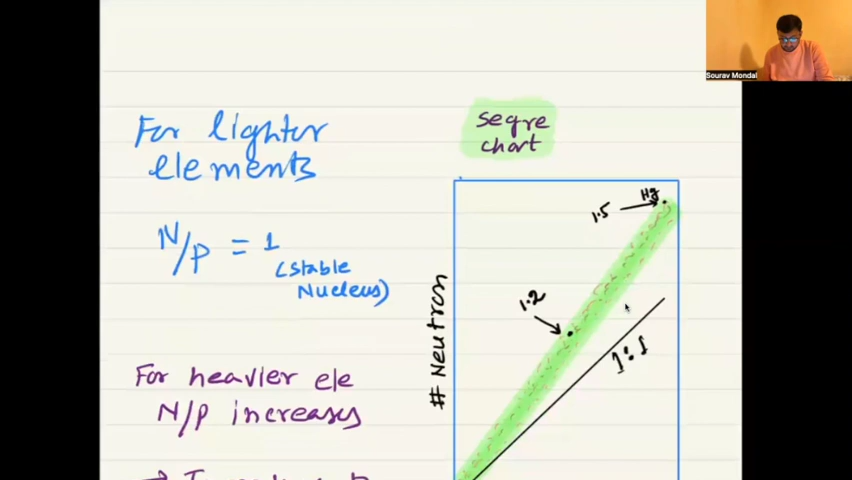 Sourav Mondal
For lighter
elements
N/P = 1
(stable
Nucleus)
For heavier ele
N/P increases
segre
chart
Hg
1.5
1.2
1:1
# Neutron